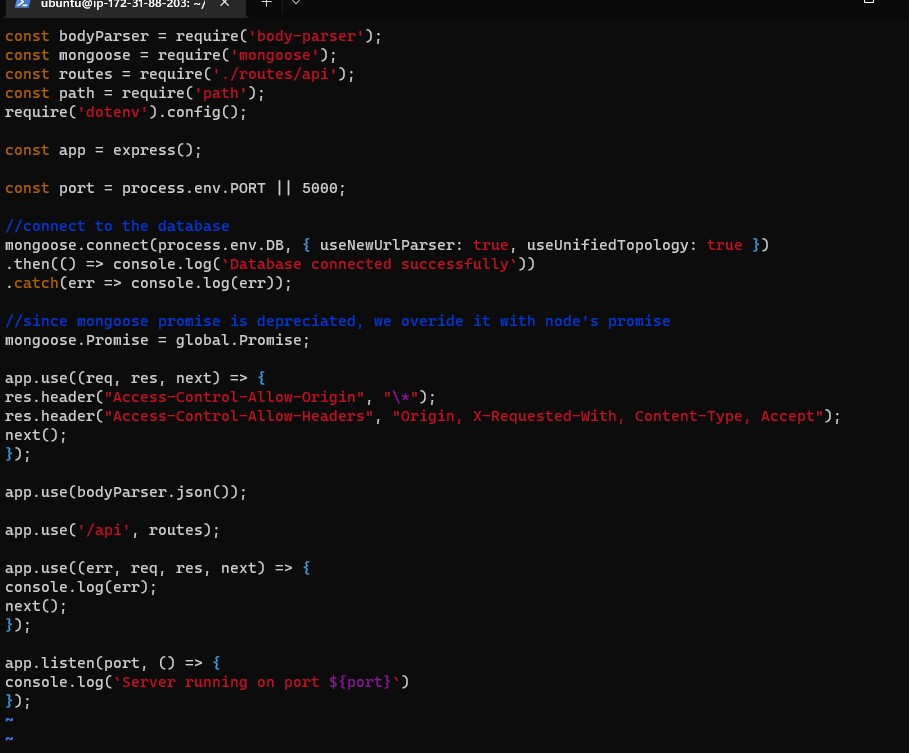 ubuntu@ip-172-31-88-203: ~/
const bodyParser = require('body-parser');
const mongoose = require('mongoose');
const routes = require('./routes/api');
const path = require('path');
require('dotenv').config();
const app = express();
const port = process.env.PORT || 5000;
//connect to the database
mongoose.connect(process.env.DB, { useNewUrlParser: true, useUnifiedTopology: true })
.then(() => console.log(`Database connected successfully`))
.catch(err => console.log(err));
//since mongoose promise is depreciated, we overide it with node's promise
mongoose.Promise = global.Promise;
app.use((req, res, next) => {
res.header("Access-Control-Allow-Origin", "\*");
res.header("Access-Control-Allow-Headers", "Origin, X-Requested-With, Content-Type, Accept");
next();
});
app.use(bodyParser.json());
app.use('/api', routes);
app.use((err, req, res, next) => {
console.log(err);
next();
});
app.listen(port, () => {
console.log(`Server running on port ${port}`)
});
~
~